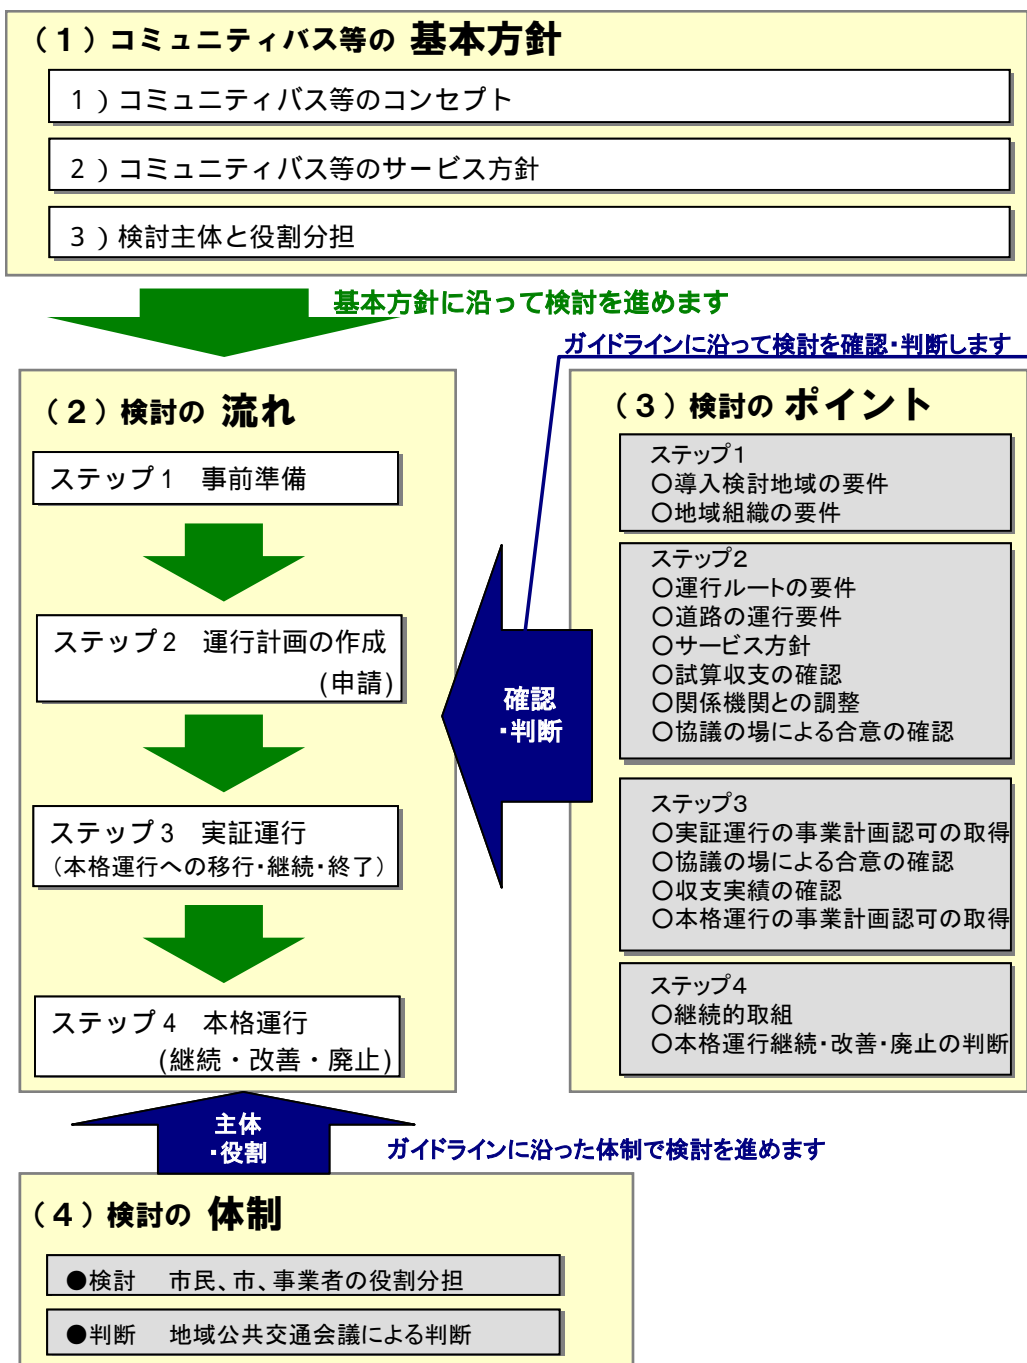 （１）コミュニティバス等の 基本方針
１）コミュニティバス等のコンセプト
２）コミュニティバス等のサービス方針
３）検討主体と役割分担
基本方針に沿って検討を進めます
ガイドラインに沿って検討を確認・判断します
（２）検討の 流れ
ステップ１　事前準備
ステップ２　運行計画の作成
(申請)
ステップ３　実証運行
（本格運行への移行・継続・終了）
ステップ４　本格運行
(継続・改善・廃止)
確認
・判断
（３）検討の ポイント
ステップ１
○導入検討地域の要件
○地域組織の要件
ステップ２
○運行ルートの要件
○道路の運行要件
○サービス方針
○試算収支の確認
○関係機関との調整
○協議の場による合意の確認
ステップ３
○実証運行の事業計画認可の取得
○協議の場による合意の確認
○収支実績の確認
○本格運行の事業計画認可の取得
ステップ４
○継続的取組
○本格運行継続・改善・廃止の判断
主体
・役割
ガイドラインに沿った体制で検討を進めます
（４）検討の 体制
●検討　市民、市、事業者の役割分担
●判断　地域公共交通会議による判断